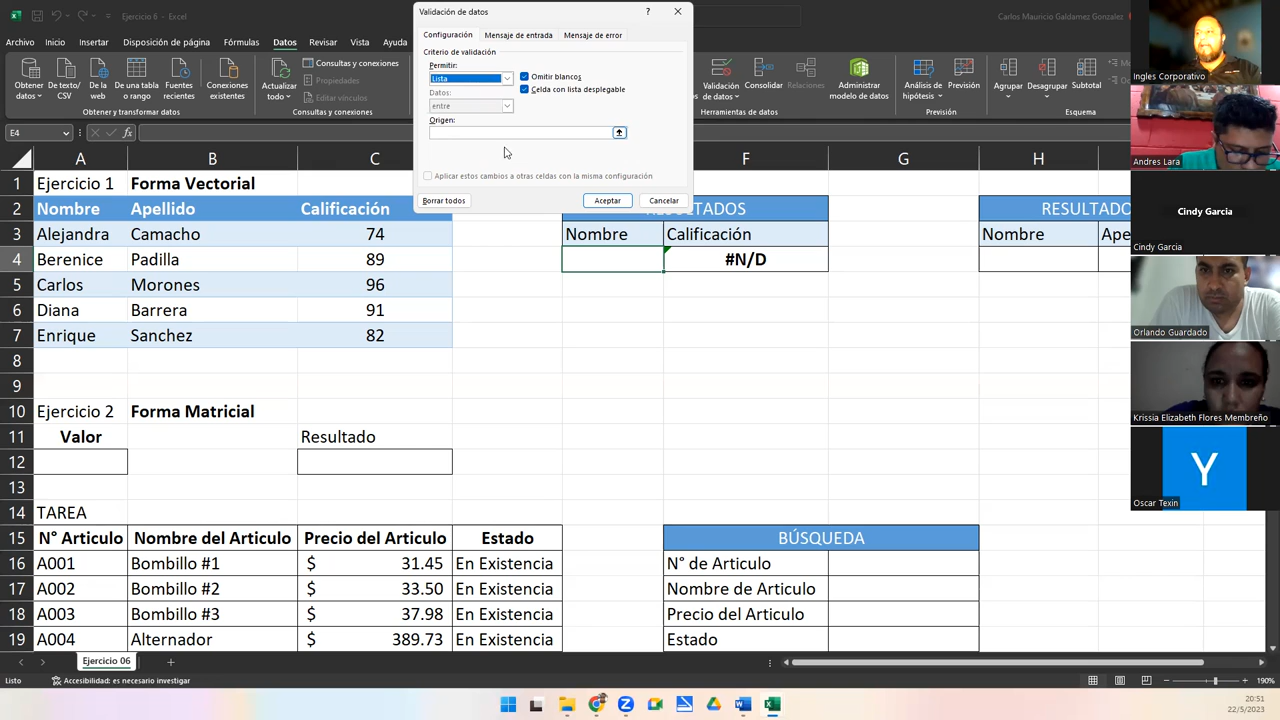 Ejercicio 6 - Excel
Carlos Mauricio Galdamez Gonzalez
Archivo Inicio Insertar Disposición de página Fórmulas Datos Revisar Vista Ayuda
Obtener datos
De texto/CSV
De la web
De una tabla o rango
Fuentes recientes
Conexiones existentes
Obtener y transformar datos
Actualizar todo
Consultas y conexiones
Propiedades
Consultas y conexiones
Validación de datos
Consolidar
Relaciones
Herramientas de datos
Administrar modelo de datos
Análisis de hipótesis
Previsión
Previsión
Agrupar
Desagrupar
Subtotal
Esquema
Validación de datos
?
Configuración Mensaje de entrada Mensaje de error
Criterio de validación
Permitir:
Lista
Omitir blancos
Datos:
Celda con lista desplegable
entre
Origen:
Aplicar estos cambios a otras celdas con la misma configuración
Borrar todos Aceptar Cancelar
E4 fx
A B C F G H
1 Ejercicio 1 Forma Vectorial
2 Nombre Apellido Calificación RESULTADOS RESULTADO
3 Alejandra Camacho 74 Nombre Calificación Nombre Ape
4 Berenice Padilla 89 #N/D
5 Carlos Morones 96
6 Diana Barrera 91
7 Enrique Sanchez 82
8
9
10 Ejercicio 2 Forma Matricial
11 Valor Resultado
12
13
14 TAREA
15 N° Articulo Nombre del Articulo Precio del Articulo Estado BÚSQUEDA
16 A001 Bombillo #1 $ 31.45 En Existencia N° de Articulo
17 A002 Bombillo #2 $ 33.50 En Existencia Nombre de Articulo
18 A003 Bombillo #3 $ 37.98 En Existencia Precio del Articulo
19 A004 Alternador $ 389.73 En Existencia Estado
Ejercicio 06
Listo Accesibilidad: es necesario investigar 190%
20:51
22/5/2023
Ingles Corporativo
Andres Lara
Cindy Garcia
Cindy Garcia
Orlando Guardado
Krissia Elizabeth Flores Membreño
Y
Oscar Texin